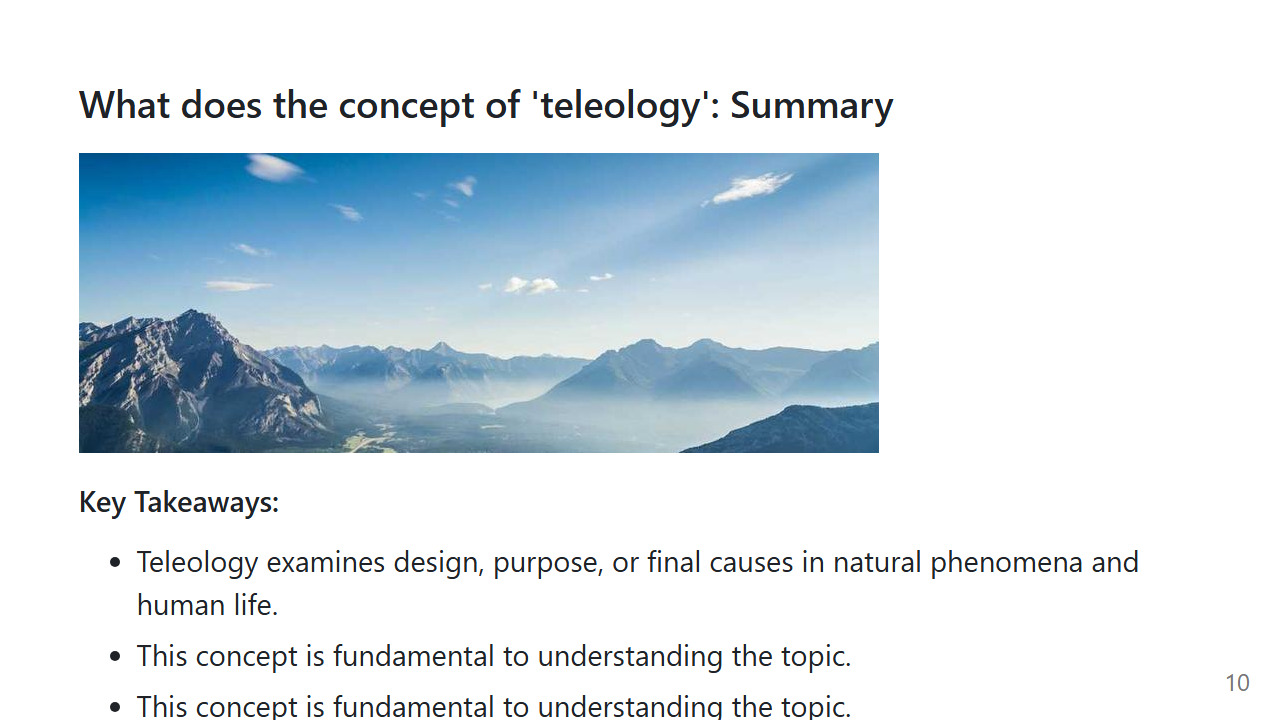 What does the concept of 'teleology': Summary
Key Takeaways:
• Teleology examines design, purpose, or final causes in natural phenomena and
human life.
• This concept is fundamental to understanding the topic.
• This concept is fundamental to understanding the topic.
10